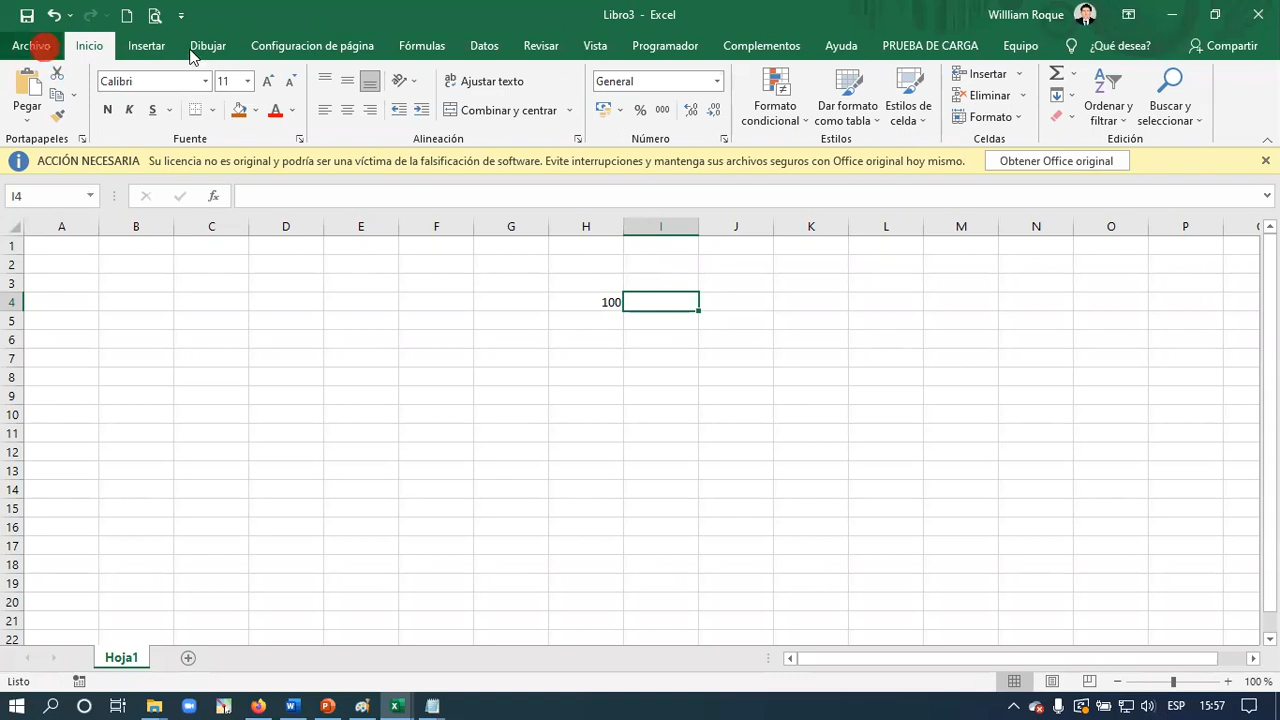 Libro3 - Excel
Willliam Roque
Archivo Inicio Insertar Dibujar Configuracion de página Fórmulas Datos Revisar Vista Programador Complementos Ayuda PRUEBA DE CARGA Equipo ¿Qué desea? Compartir
Pegar
Portapapeles
Calibri 11
N K S
Fuente
Ajustar texto
Combinar y centrar
Alineación
General
% 000
Número
Formato condicional
Dar formato como tabla
Estilos de celda
Estilos
Insertar
Eliminar
Formato
Celdas
Ordenar y filtrar
Buscar y seleccionar
Edición
ACCIÓN NECESARIA Su licencia no es original y podría ser una víctima de la falsificación de software. Evite interrupciones y mantenga sus archivos seguros con Office original hoy mismo. Obtener Office original
I4 fx
A B C D E F G H I J K L M N O P
1
2
3
4 100
5
6
7
8
9
10
11
12
13
14
15
16
17
18
19
20
21
22
Hoja1
Listo 100 %
ESP 15:57